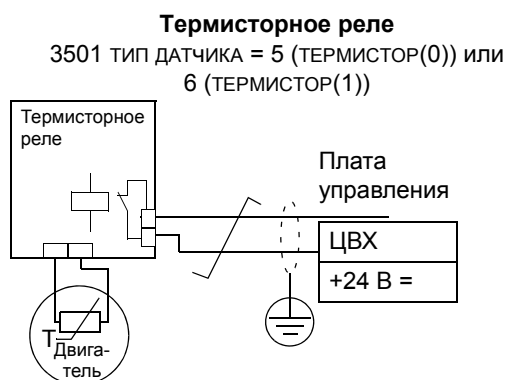 Термисторное реле
3501 ТИП ДАТЧИКА = 5 (ТЕРМИСТОР(0)) или
6 (ТЕРМИСТОР(1))
Термисторное
реле
Плата
управления
ЦВХ
+24 В =
T
Двига-
тель